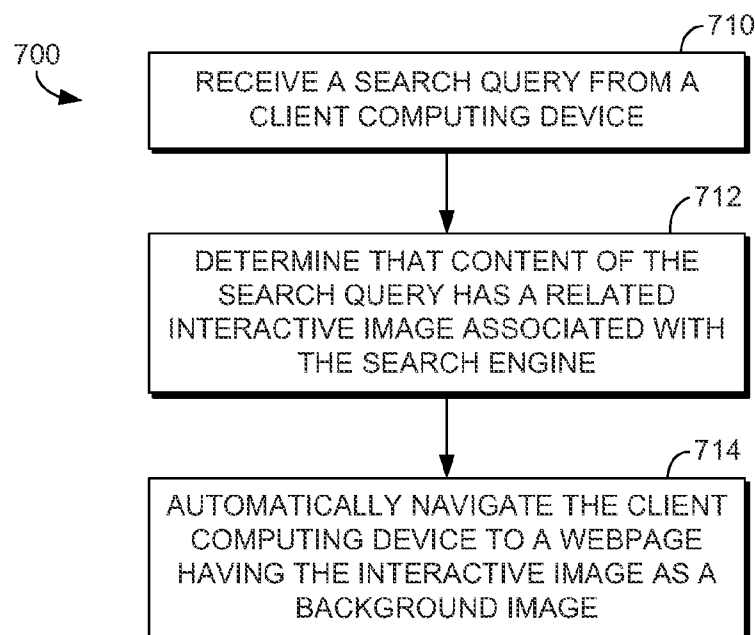 700
710
RECEIVE A SEARCH QUERY FROM A
CLIENT COMPUTING DEVICE
712
DETERMINE THAT CONTENT OF THE
SEARCH QUERY HAS A RELATED
INTERACTIVE IMAGE ASSOCIATED WITH
THE SEARCH ENGINE
714
AUTOMATICALLY NAVIGATE THE CLIENT
COMPUTING DEVICE TO A WEBPAGE
HAVING THE INTERACTIVE IMAGE AS A
BACKGROUND IMAGE